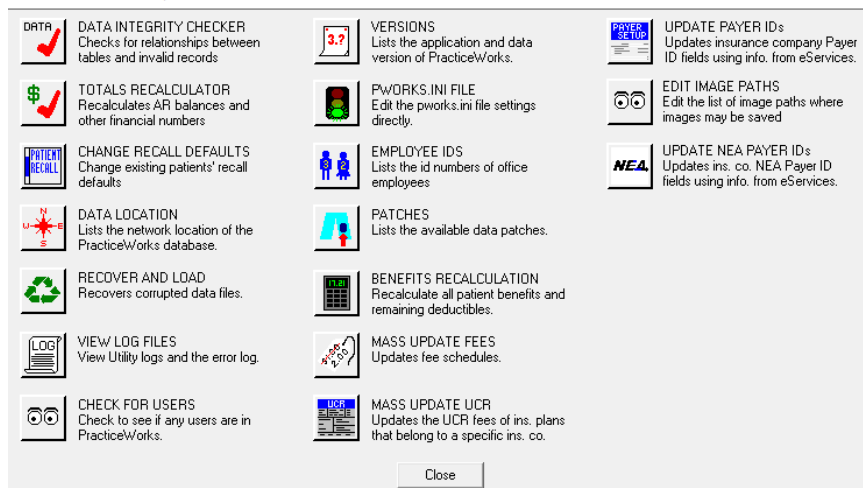 DATA
DATA INTEGRITY CHECKER
Checks for relationships between
tables and invalid records
$
TOTALS RECALCULATOR
Recalculates AR balances and
other financial numbers
PATIENT
RECALL
CHANGE RECALL DEFAULTS
Change existing patients' recall
defaults
N
W E
S
DATA LOCATION
Lists the network location of the
PracticeWorks database.
RECOVER AND LOAD
Recovers corrupted data files.
LOG
VIEW LOG FILES
View Utility logs and the error log.
CHECK FOR USERS
Check to see if any users are in
PracticeWorks.
3.?
VERSIONS
Lists the application and data
version of PracticeWorks.
PWORKS.INI FILE
Edit the pworks.ini file settings
directly.
3 2
EMPLOYEE IDS
Lists the id numbers of office
employees
PATCHES
Lists the available data patches.
17.21
BENEFITS RECALCULATION
Recalculate all patient benefits and
remaining deductibles.
$1.00
2.00
MASS UPDATE FEES
Updates fee schedules.
UCR
MASS UPDATE UCR
Updates the UCR fees of ins. plans
that belong to a specific ins. co.
PAYER
SETUP
UPDATE PAYER IDs
Updates insurance company Payer
ID fields using info. from eServices.
EDIT IMAGE PATHS
Edit the list of image paths where
images may be saved
NEA
UPDATE NEA PAYER IDs
Updates ins. co. NEA Payer ID
fields using info. from eServices.
Close